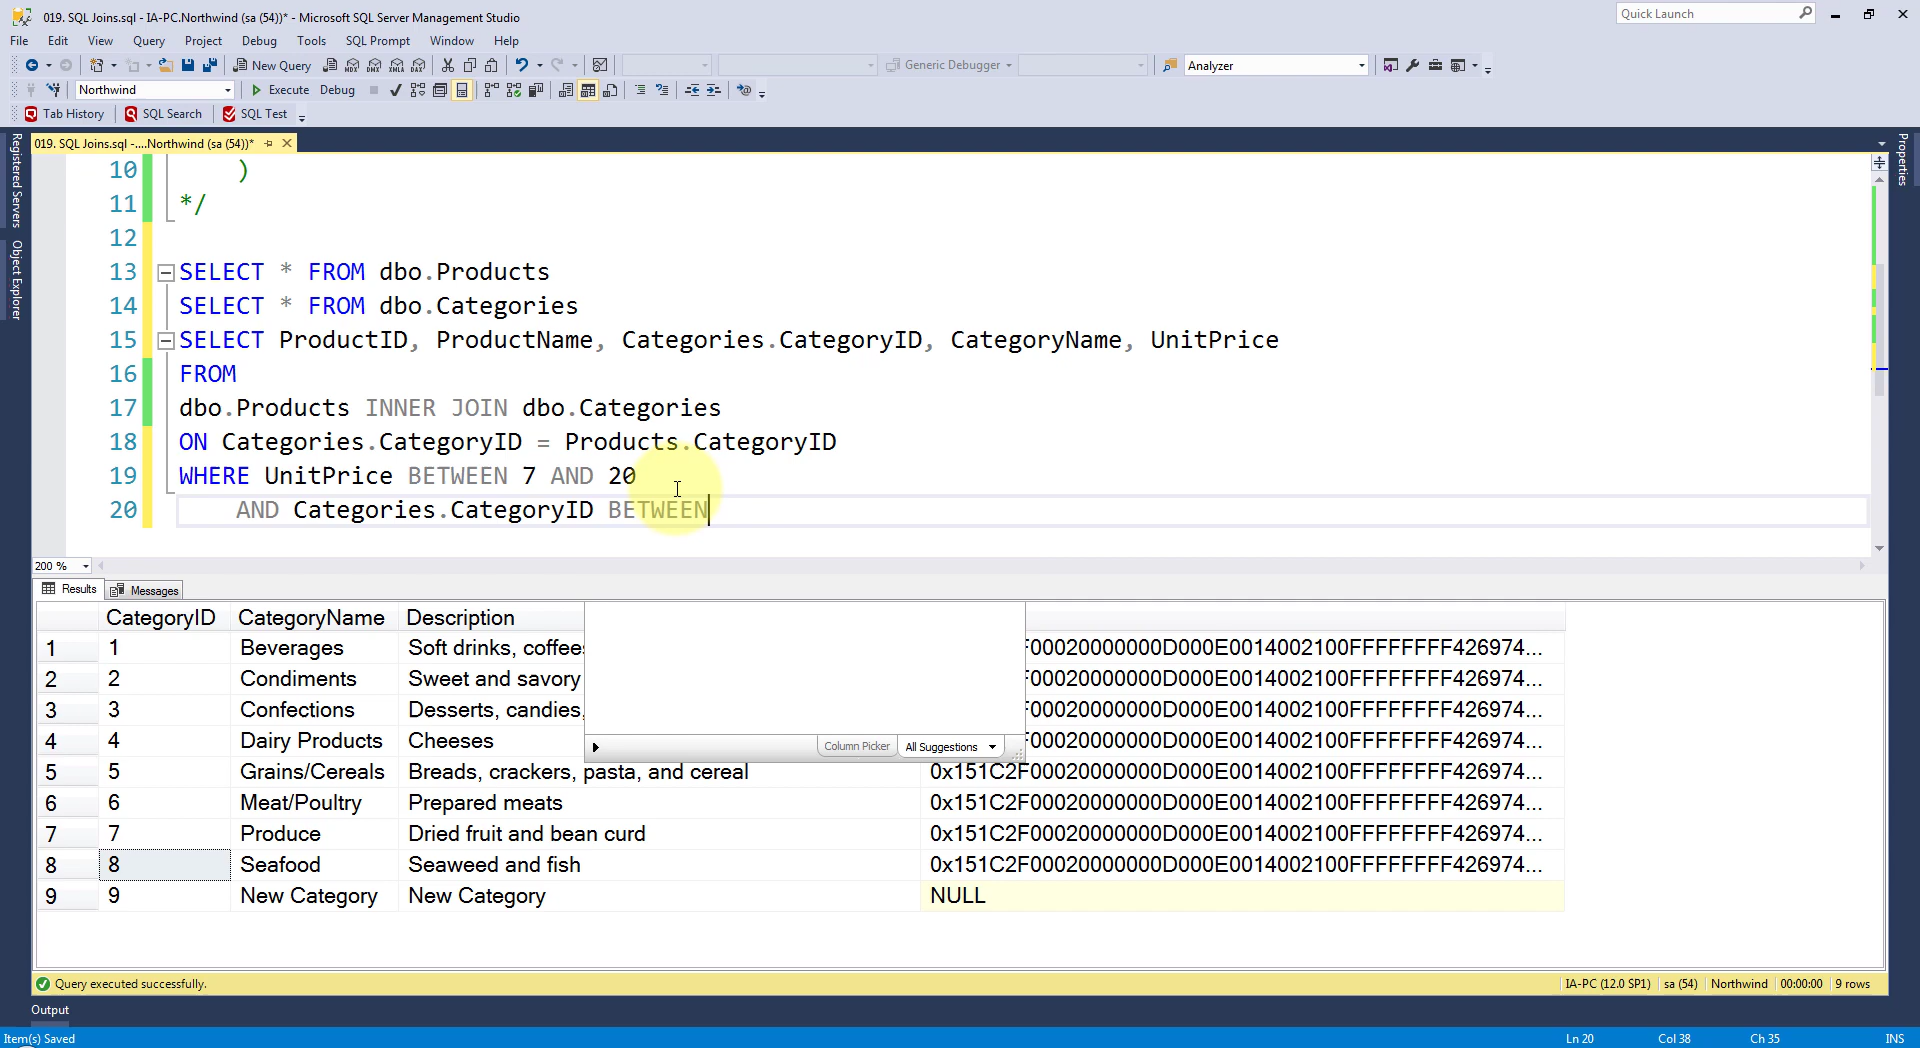 019. SQL Joins.sql - IA-PC.Northwind (sa (54))* - Microsoft SQL Server Management Studio
Quick Launch
File Edit View Query Project Debug Tools SQL Prompt Window Help
New Query
Generic Debugger
Analyzer
Northwind
Execute Debug
Tab History SQL Search SQL Test
019. SQL Joins.sql -....Northwind (sa (54))*
Registered Servers
Object Explorer
Properties
10 )
11 */
12
13 SELECT * FROM dbo.Products
14 SELECT * FROM dbo.Categories
15 SELECT ProductID, ProductName, Categories.CategoryID, CategoryName, UnitPrice
16 FROM
17 dbo.Products INNER JOIN dbo.Categories
18 ON Categories.CategoryID = Products.CategoryID
19 WHERE UnitPrice BETWEEN 7 AND 20
20 AND Categories.CategoryID BETWEEN
200 %
Results Messages
CategoryID CategoryName Description
1 1 Beverages Soft drinks, coffees F00020000000D000E0014002100FFFFFFFF426974...
2 2 Condiments Sweet and savory F00020000000D000E0014002100FFFFFFFF426974...
3 3 Confections Desserts, candies, F00020000000D000E0014002100FFFFFFFF426974...
4 4 Dairy Products Cheeses F00020000000D000E0014002100FFFFFFFF426974...
Column Picker All Suggestions
5 5 Grains/Cereals Breads, crackers, pasta, and cereal 0x151C2F00020000000D000E0014002100FFFFFFFF426974...
6 6 Meat/Poultry Prepared meats 0x151C2F00020000000D000E0014002100FFFFFFFF426974...
7 7 Produce Dried fruit and bean curd 0x151C2F00020000000D000E0014002100FFFFFFFF426974...
8 8 Seafood Seaweed and fish 0x151C2F00020000000D000E0014002100FFFFFFFF426974...
9 9 New Category New Category NULL
Query executed successfully.
IA-PC (12.0 SP1) sa (54) Northwind 00:00:00 9 rows
Output
Item(s) Saved
Ln 20 Col 38 Ch 35 INS